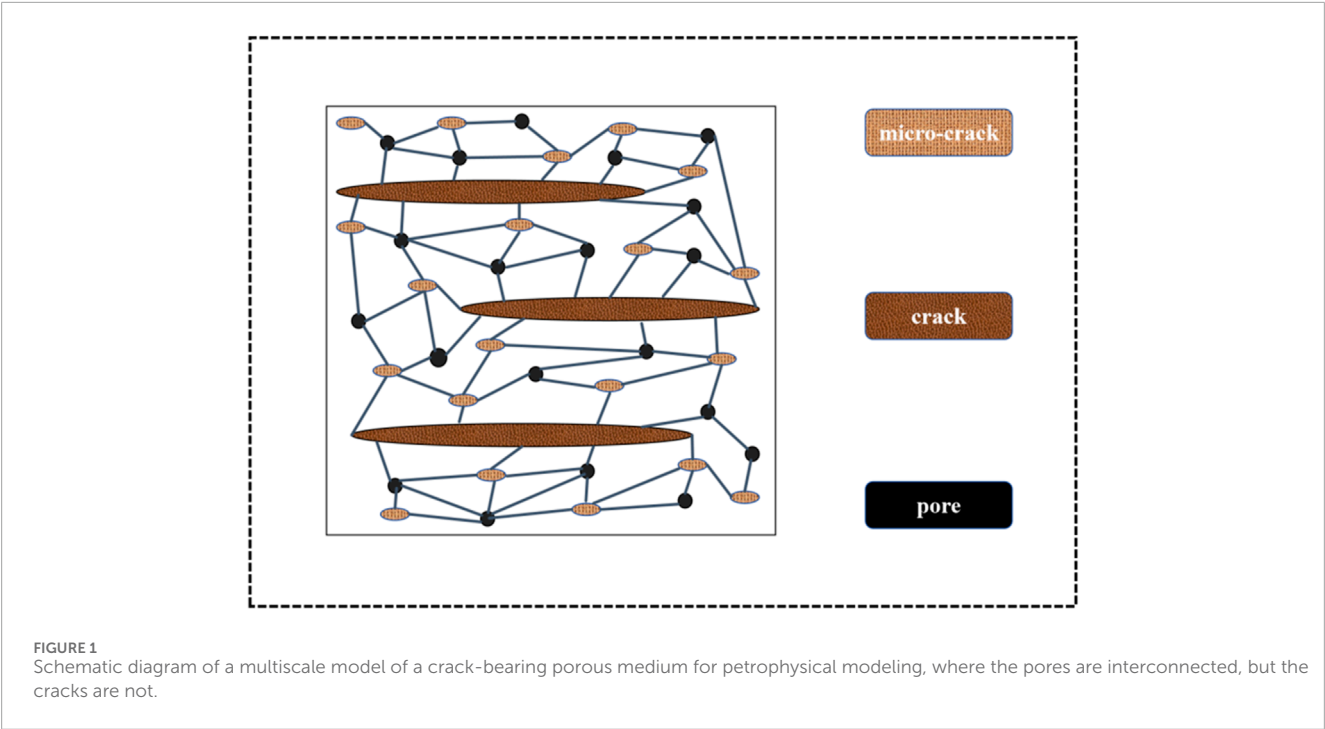 micro-crack
crack
pore
FIGURE 1
Schematic diagram of a multiscale model of a crack-bearing porous medium for petrophysical modeling, where the pores are interconnected, but the
cracks are not.